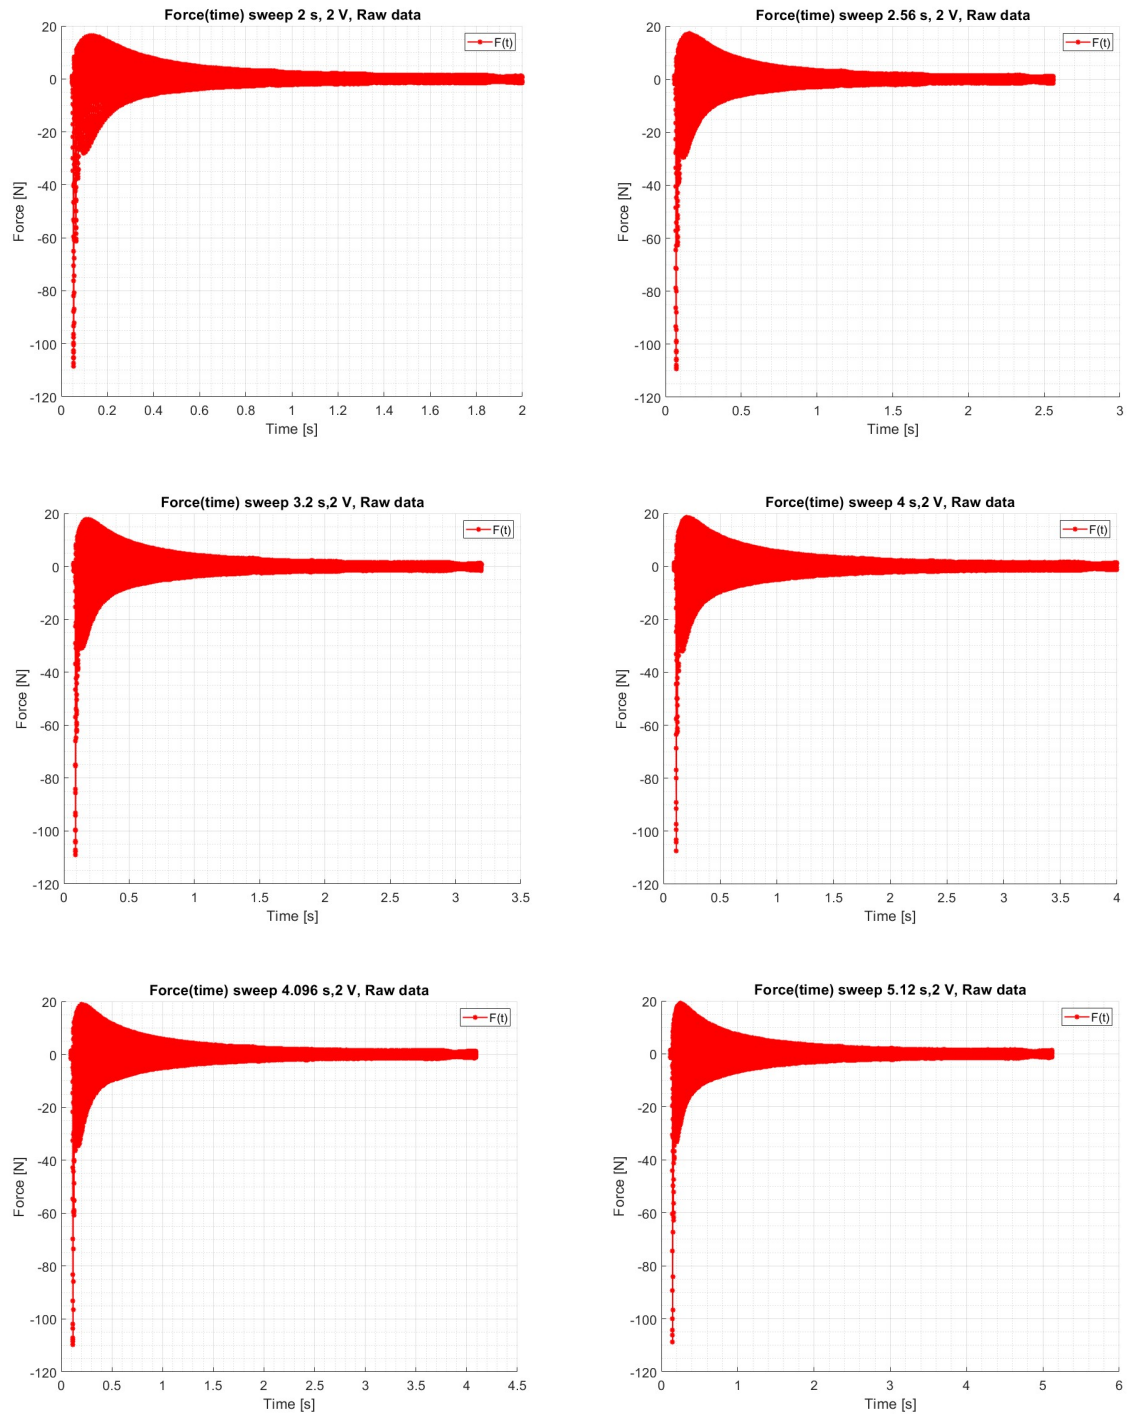 Force(time) sweep 2 s, 2 V, Raw data
F(t)
20
0
-20
-40
-60
-80
-100
-120
Force [N]
0 0.2 0.4 0.6 0.8 1 1.2 1.4 1.6 1.8 2
Time [s]
Force(time) sweep 2.56 s, 2 V, Raw data
F(t)
20
0
-20
-40
-60
-80
-100
-120
Force [N]
0 0.5 1 1.5 2 2.5 3
Time [s]
Force(time) sweep 3.2 s,2 V, Raw data
F(t)
20
0
-20
-40
-60
-80
-100
-120
Force [N]
0 0.5 1 1.5 2 2.5 3 3.5
Time [s]
Force(time) sweep 4 s,2 V, Raw data
F(t)
20
0
-20
-40
-60
-80
-100
-120
Force [N]
0 0.5 1 1.5 2 2.5 3 3.5 4
Time [s]
Force(time) sweep 4.096 s,2 V, Raw data
F(t)
20
0
-20
-40
-60
-80
-100
-120
Force [N]
0 0.5 1 1.5 2 2.5 3 3.5 4 4.5
Time [s]
Force(time) sweep 5.12 s,2 V, Raw data
F(t)
20
0
-20
-40
-60
-80
-100
-120
Force [N]
0 1 2 3 4 5 6
Time [s]